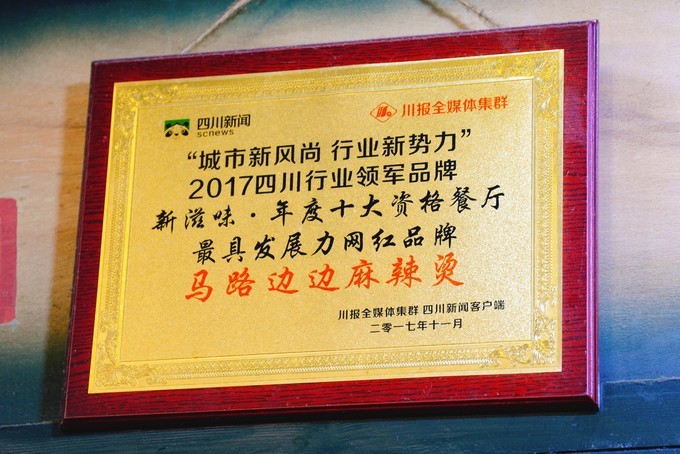 四川新闻
scnews
川报全媒体集群
“城市新风尚 行业新势力”
2017四川行业领军品牌
新滋味·年度十大资格餐厅
最具发展力网红品牌
马路边边麻辣烫
川报全媒体集群 四川新闻客户端
二零一七年十一月